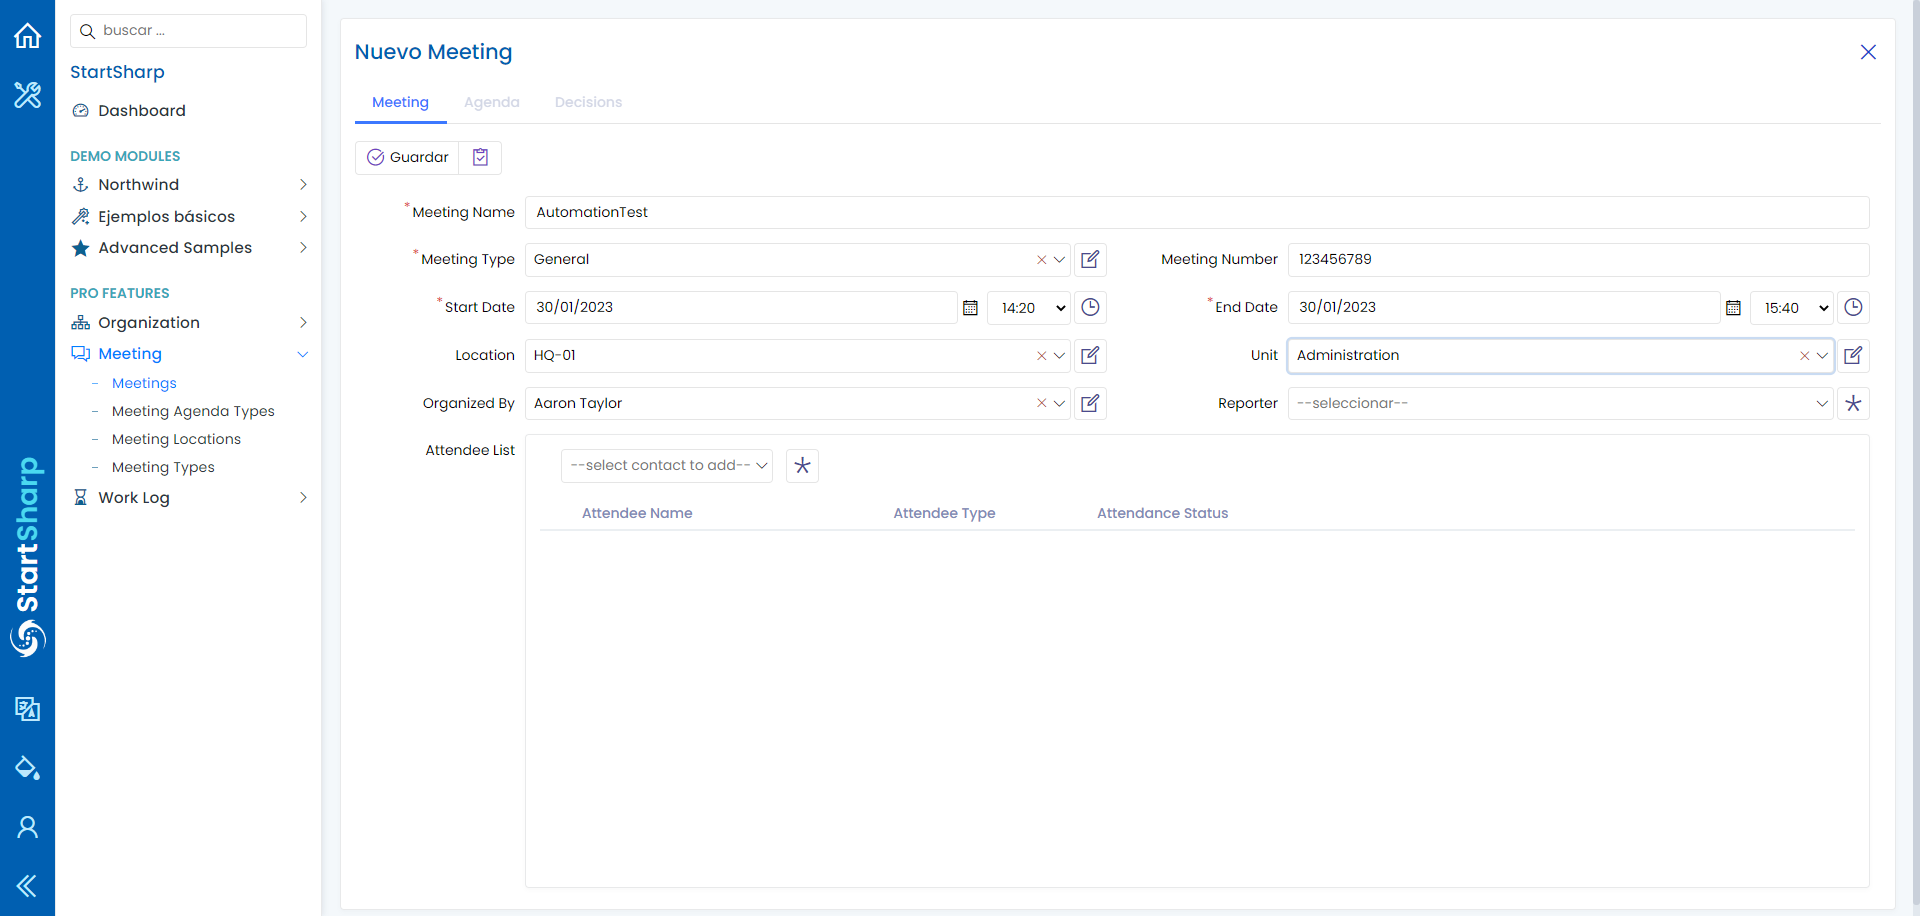 buscar ...
StartSharp
Dashboard
DEMO MODULES
Northwind
Ejemplos básicos
Advanced Samples
PRO FEATURES
Organization
Meeting
- Meetings
- Meeting Agenda Types
- Meeting Locations
- Meeting Types
Work Log
StartSharp
Nuevo Meeting
Meeting Agenda Decisions
Guardar
*Meeting Name AutomationTest
*Meeting Type General Meeting Number 123456789
*Start Date 30/01/2023 14:20 *End Date 30/01/2023 15:40
Location HQ-01 Unit Administration
Organized By Aaron Taylor Reporter --seleccionar--
Attendee List
--select contact to add--
Attendee Name Attendee Type Attendance Status